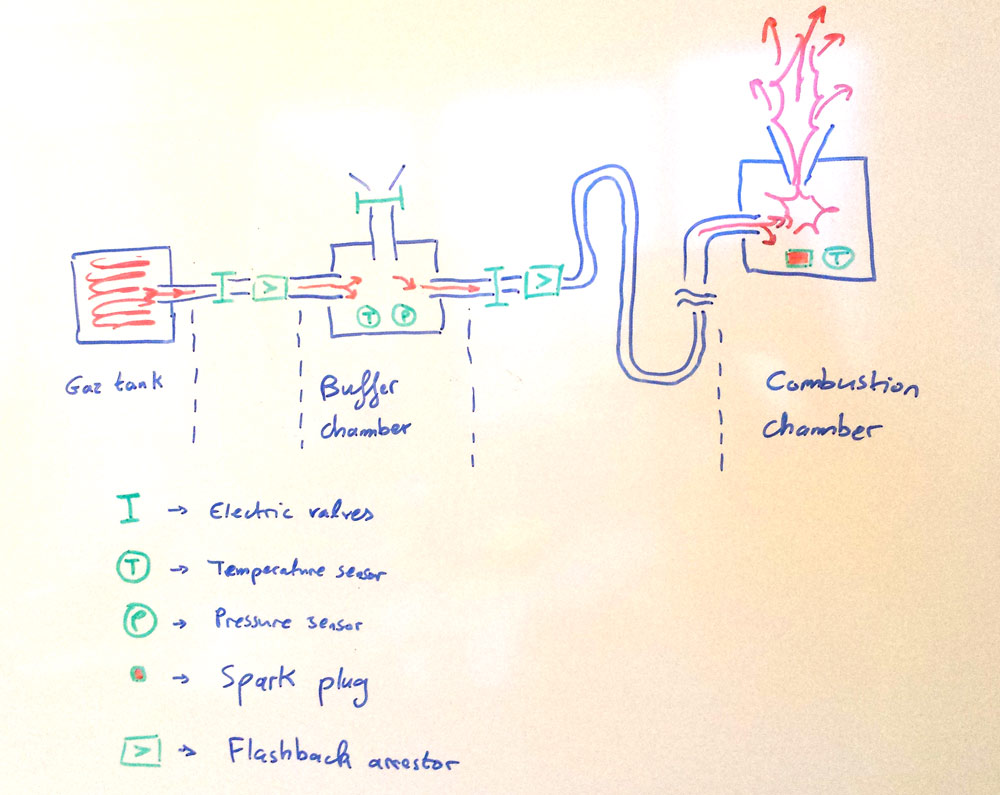 T
Gaz tank
T P
Buffer
chamber
Combustion
chamber
I → Electric valves
T → Temperature sensor
P → Pressure sensor
→ Spark plug
> → Flashback arrestor